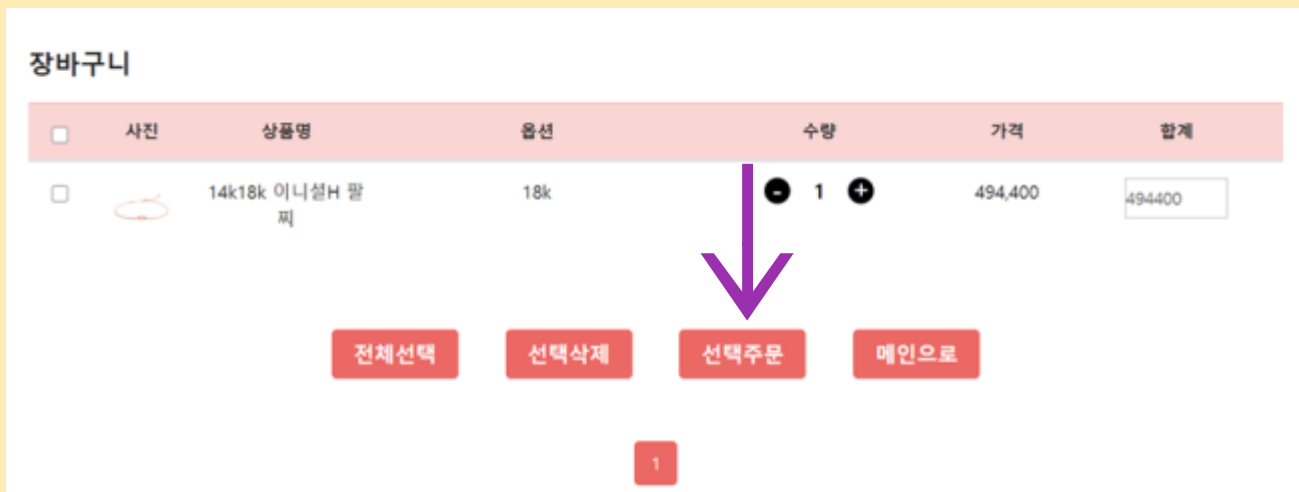 장바구니
사진 상품명 옵션 수량 가격 합계
14k18k 이니셜H 팔 18k - 1 + 494,400 494400
찌
전체선택 선택삭제 선택주문 메인으로
1